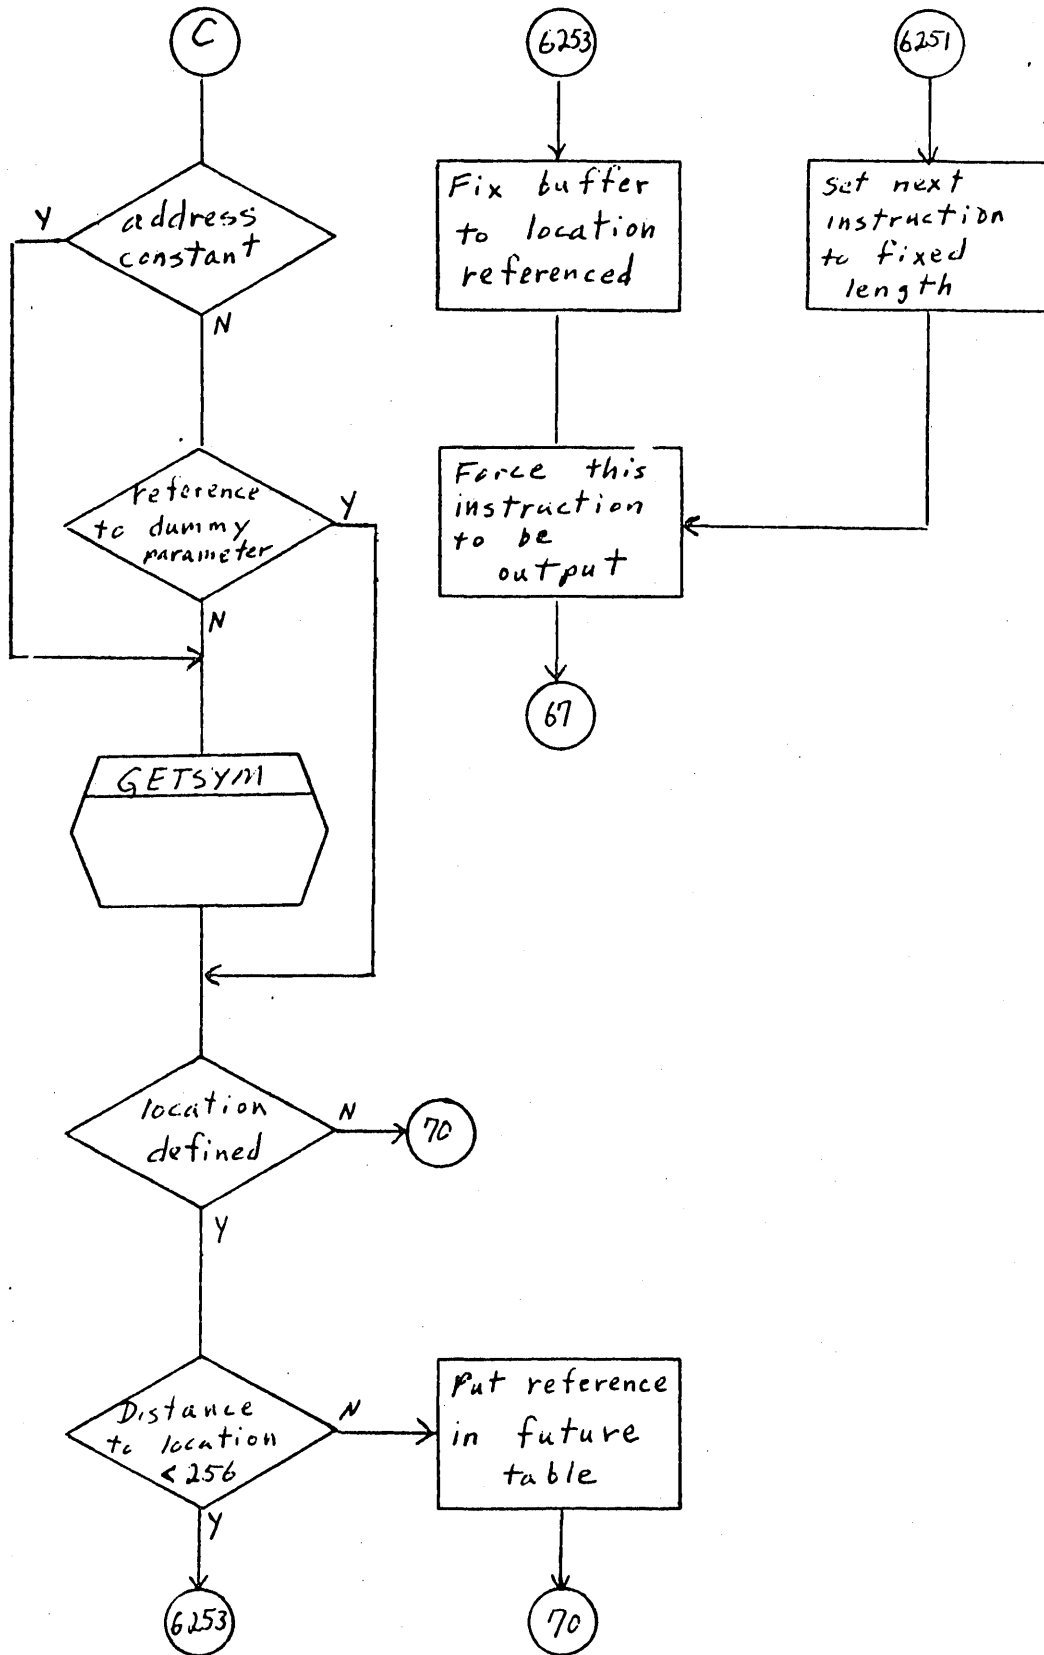 C
6253
6251
Y
address
constant
N
Fix buffer
to location
referenced
Set next
instruction
to fixed
length
reference
to dummy
parameter
Y
N
Force this
instruction
to be
output
67
GETSYM
location
defined
N
70
Y
Distance
to location
< 256
N
Y
Put reference
in future
table
6253
70